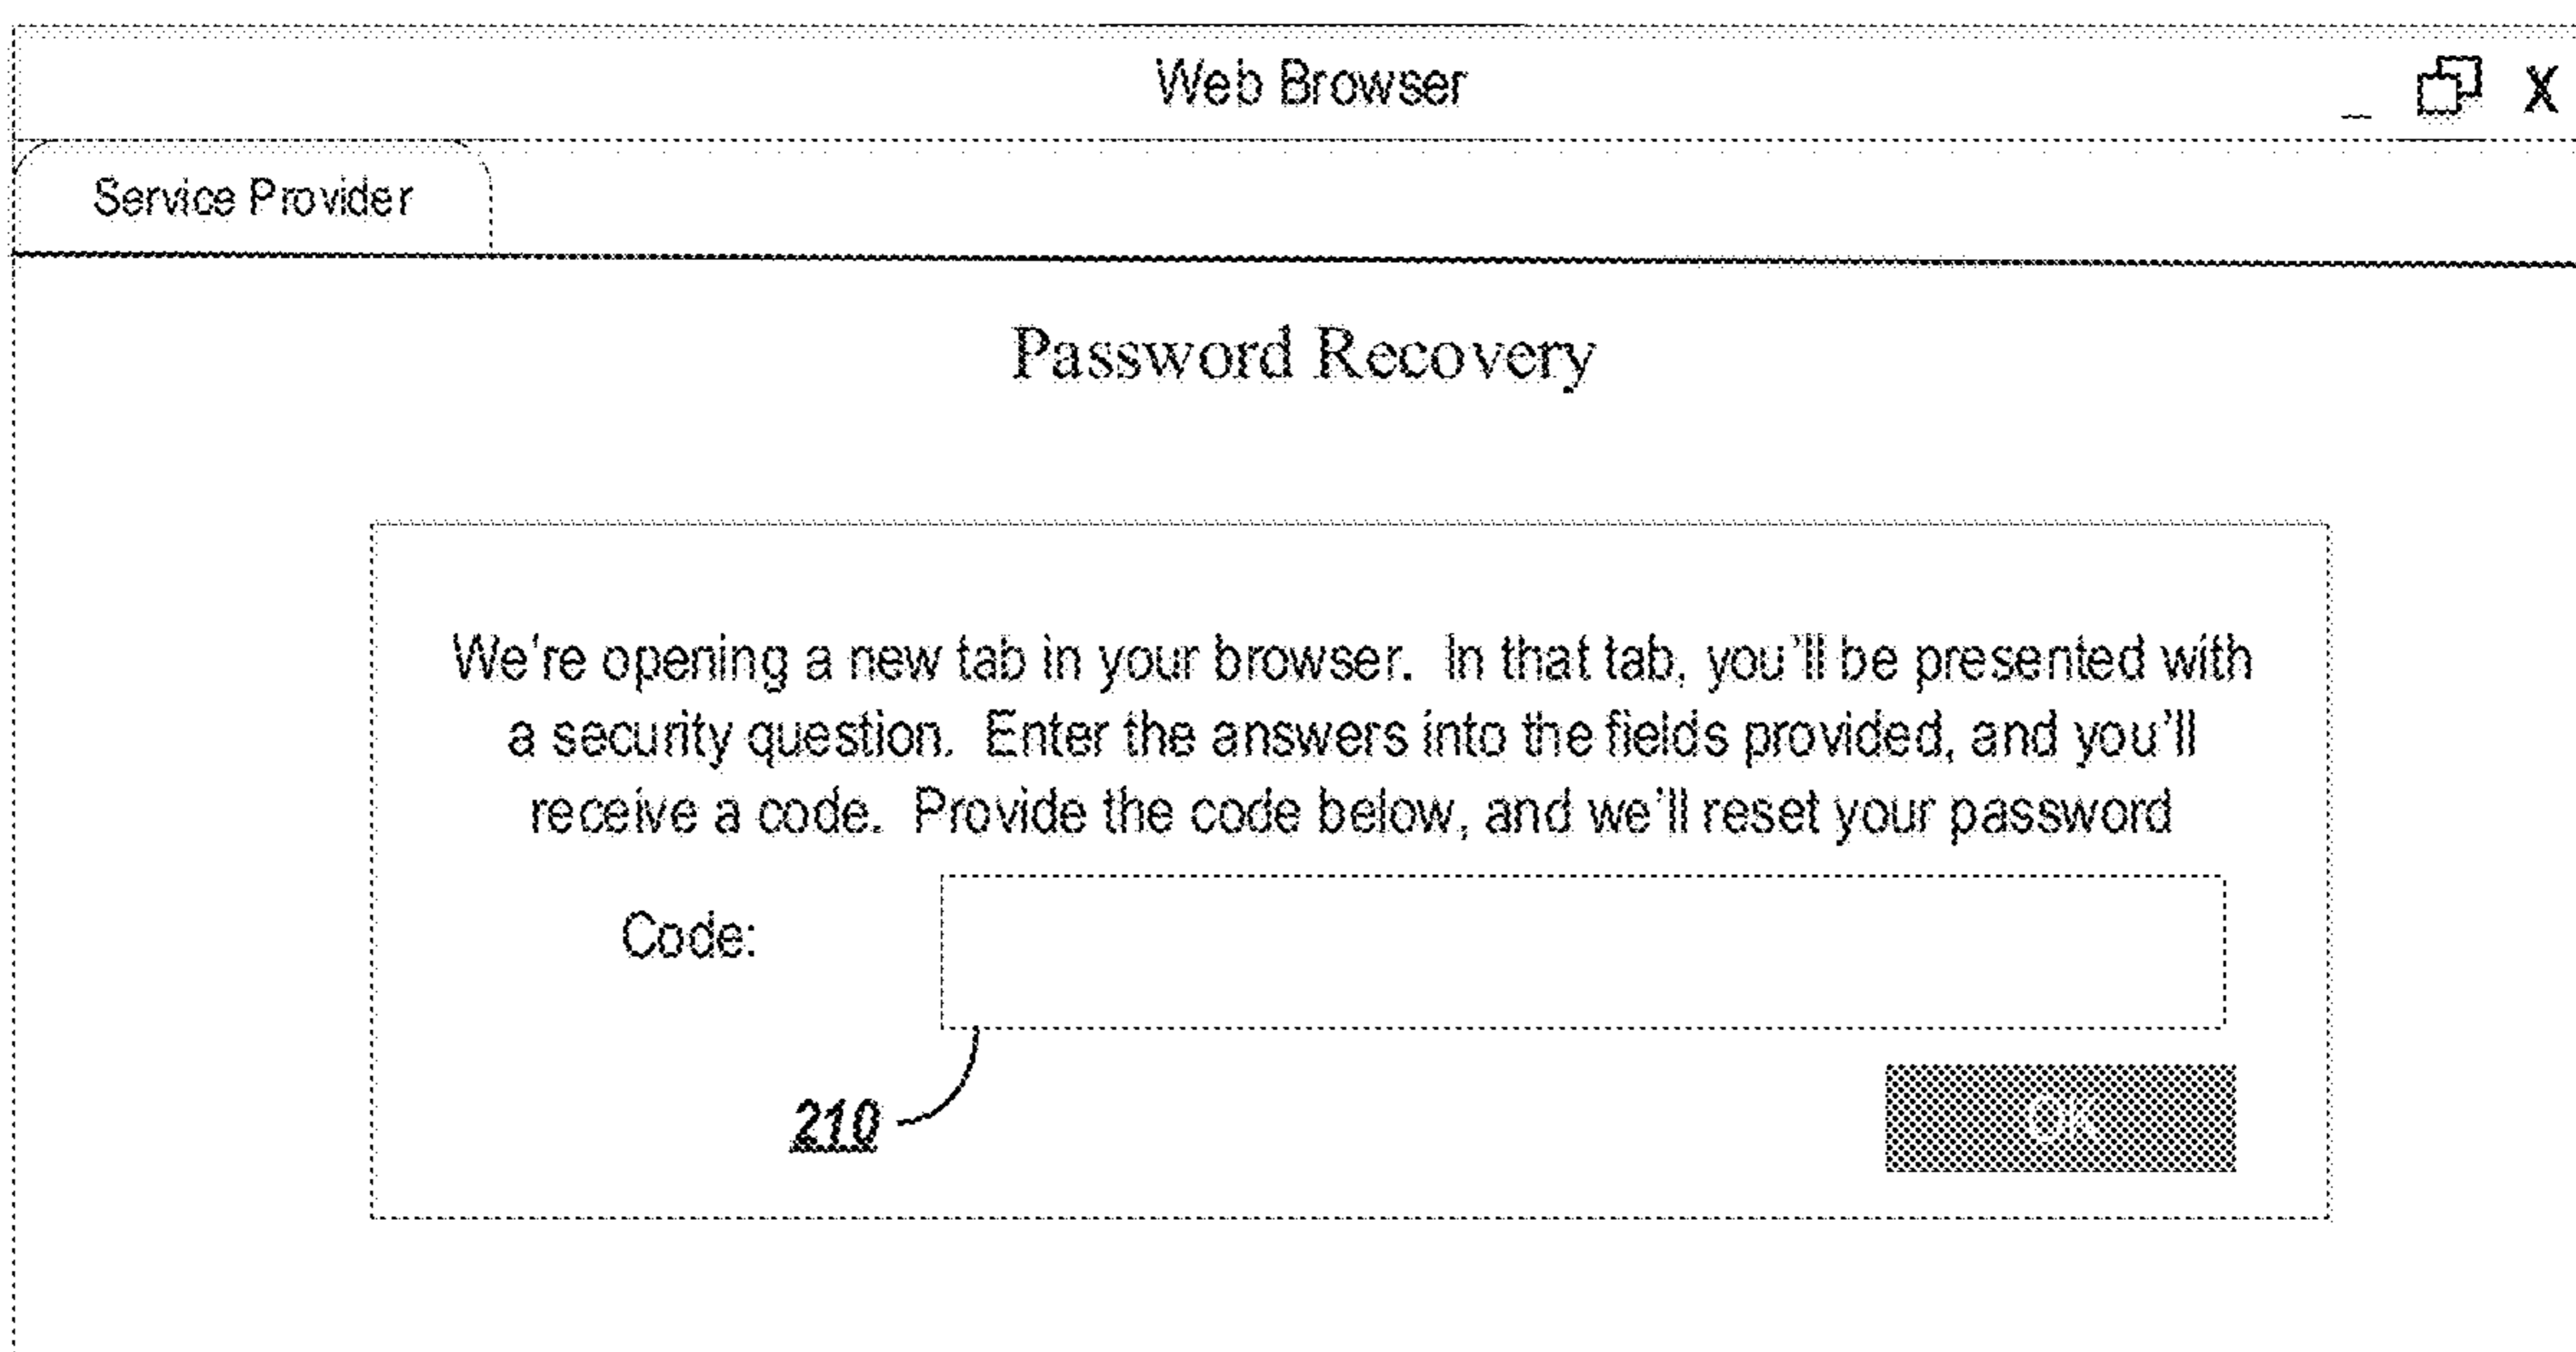 Web Browser
_ X
Service Provider
Password Recovery
We're opening a new tab in your browser.  In that tab, you'll be presented with
a security question.  Enter the answers into the fields provided, and you'll
receive a code.  Provide the code below, and we'll reset your password
Code:
210
OK